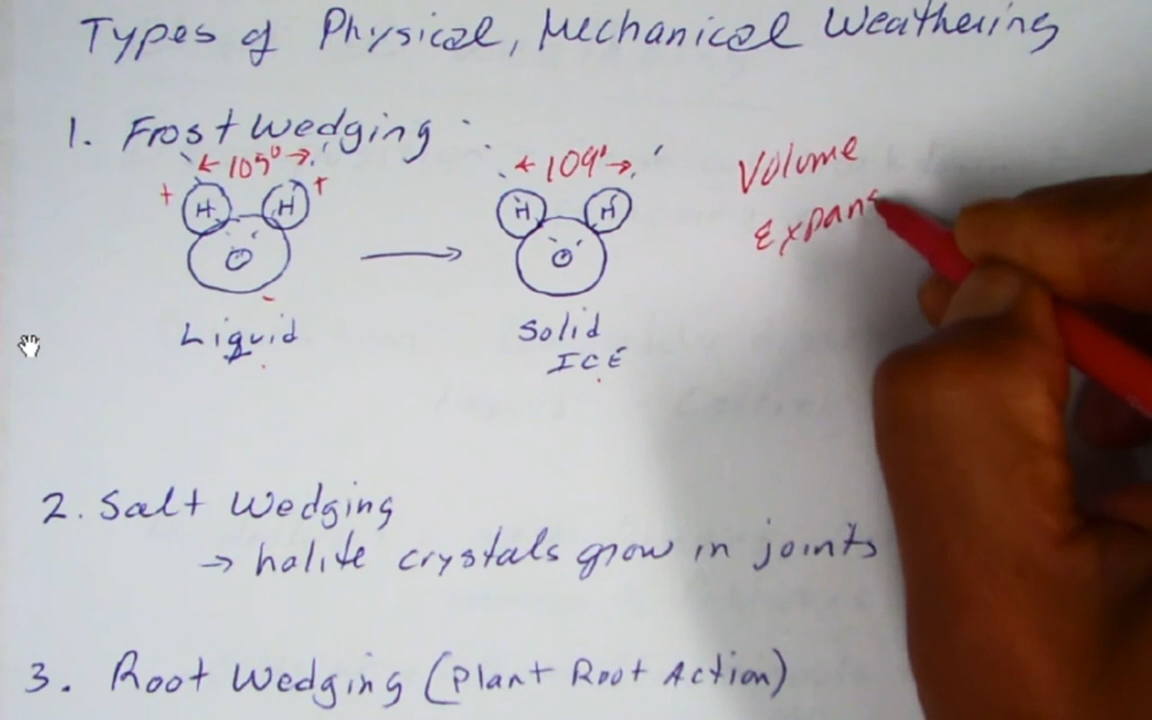 Types of Physical, Mechanical Weathering
1. Frost Wedging
← 105° →
← 109° →
Volume
Expans
+ H H +
H H
O
O
-
Liquid
Solid
ICE
2. Salt Wedging
→ halite crystals grow in joints
3. Root Wedging (Plant Root Action)